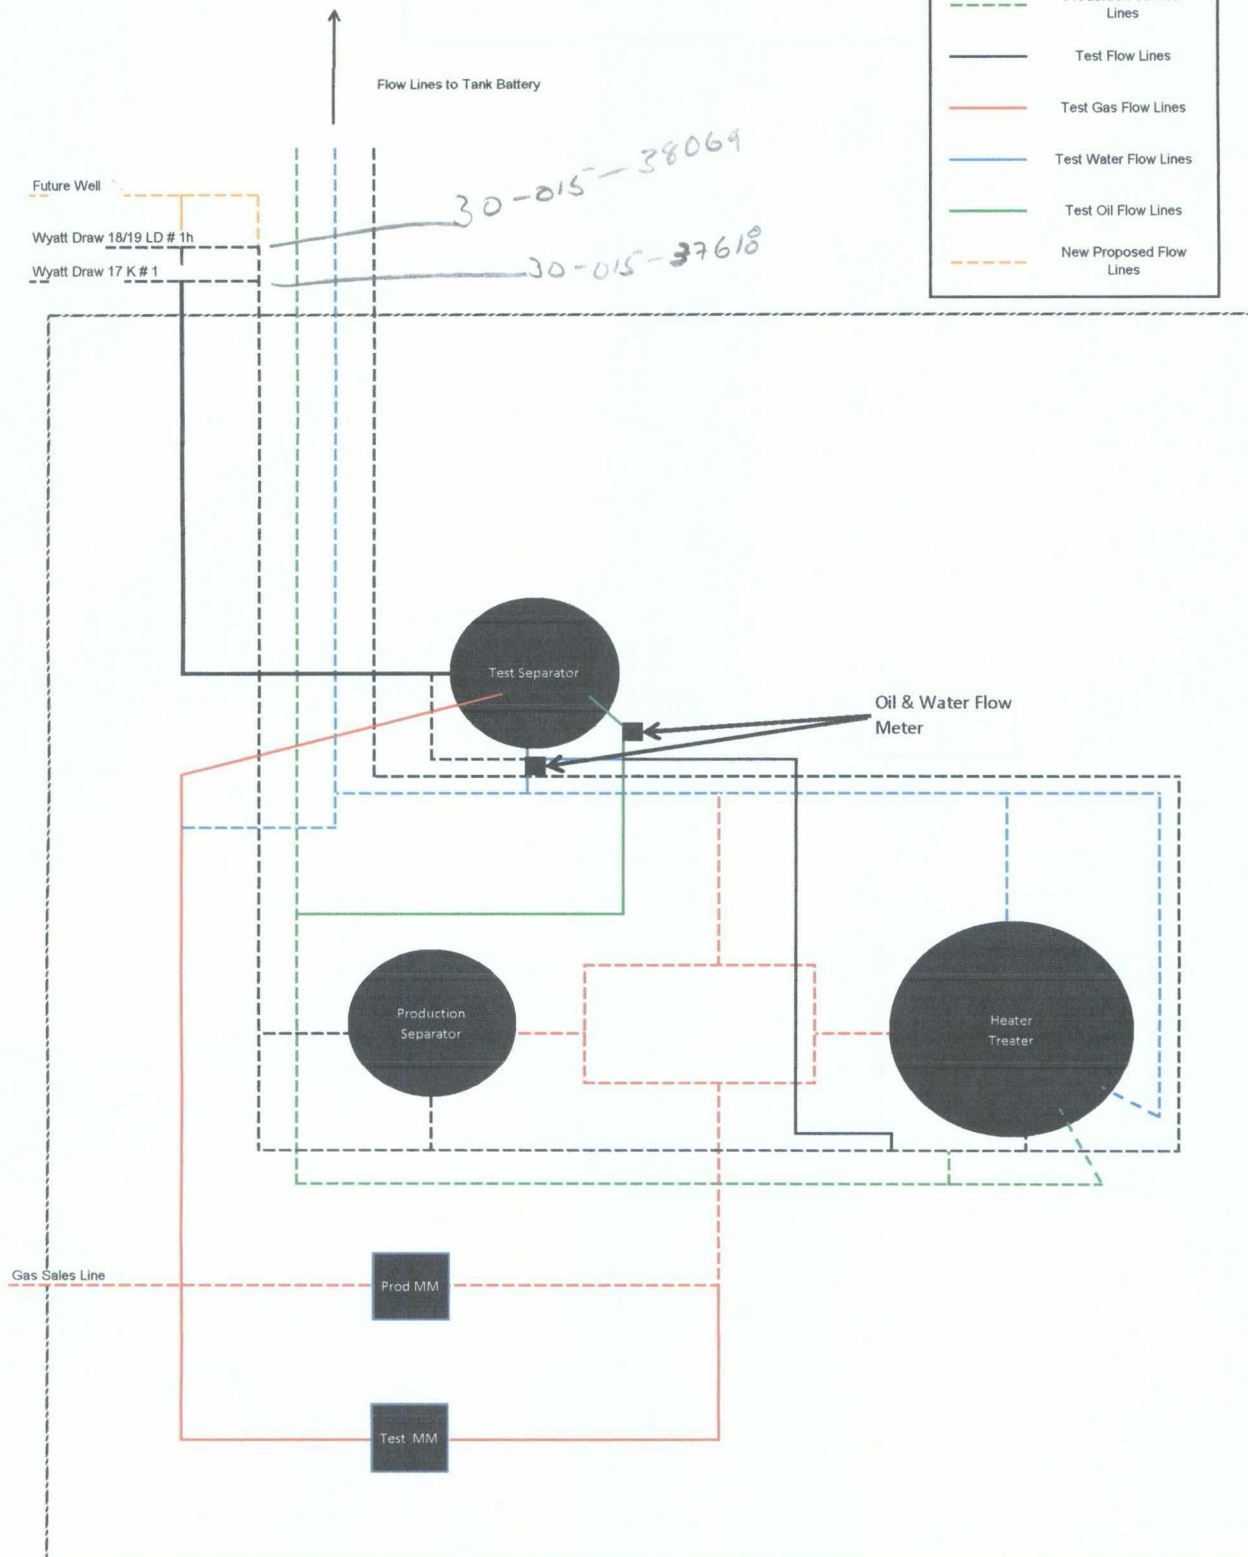 Lines
Test Flow Lines
Test Gas Flow Lines
Test Water Flow Lines
Test Oil Flow Lines
New Proposed Flow
Lines
Flow Lines to Tank Battery
Future Well
Wyatt Draw 18/19 LD # 1h
Wyatt Draw 17 K # 1
30-015-38069
30-015-37618
Test Separator
Oil & Water Flow
Meter
Production
Separator
Heater
Treater
Gas Sales Line
Prod MM
Test MM